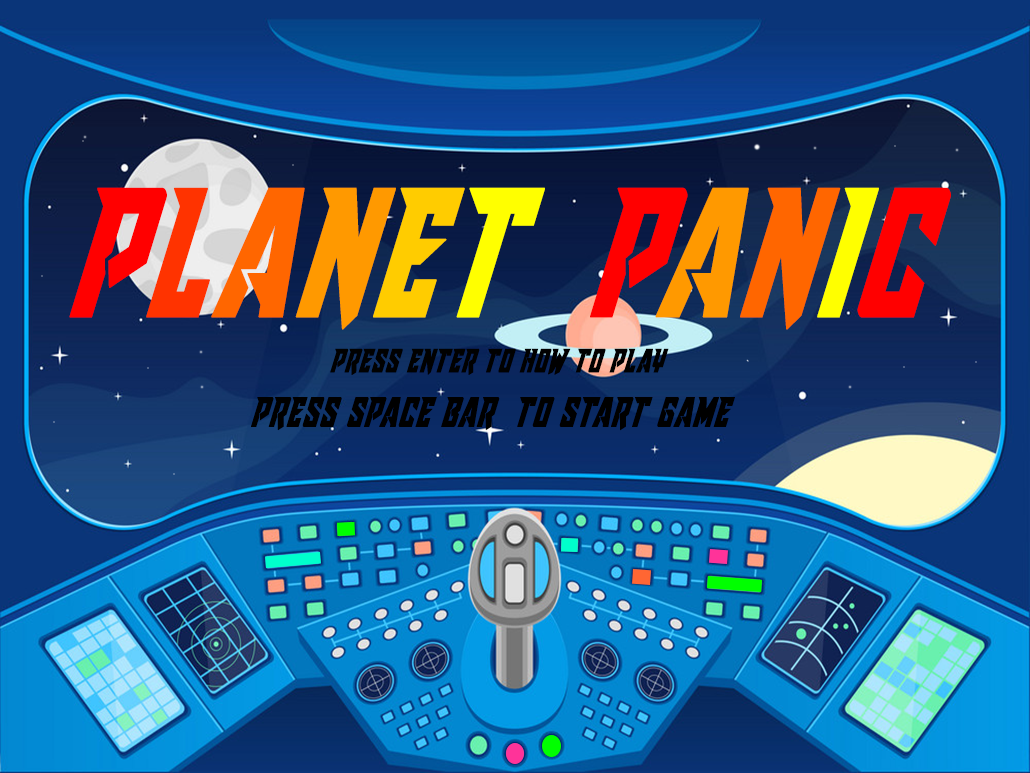 PLANET PANIC
PRESS ENTER TO HOW TO PLAY
PRESS SPACE BAR TO START GAME